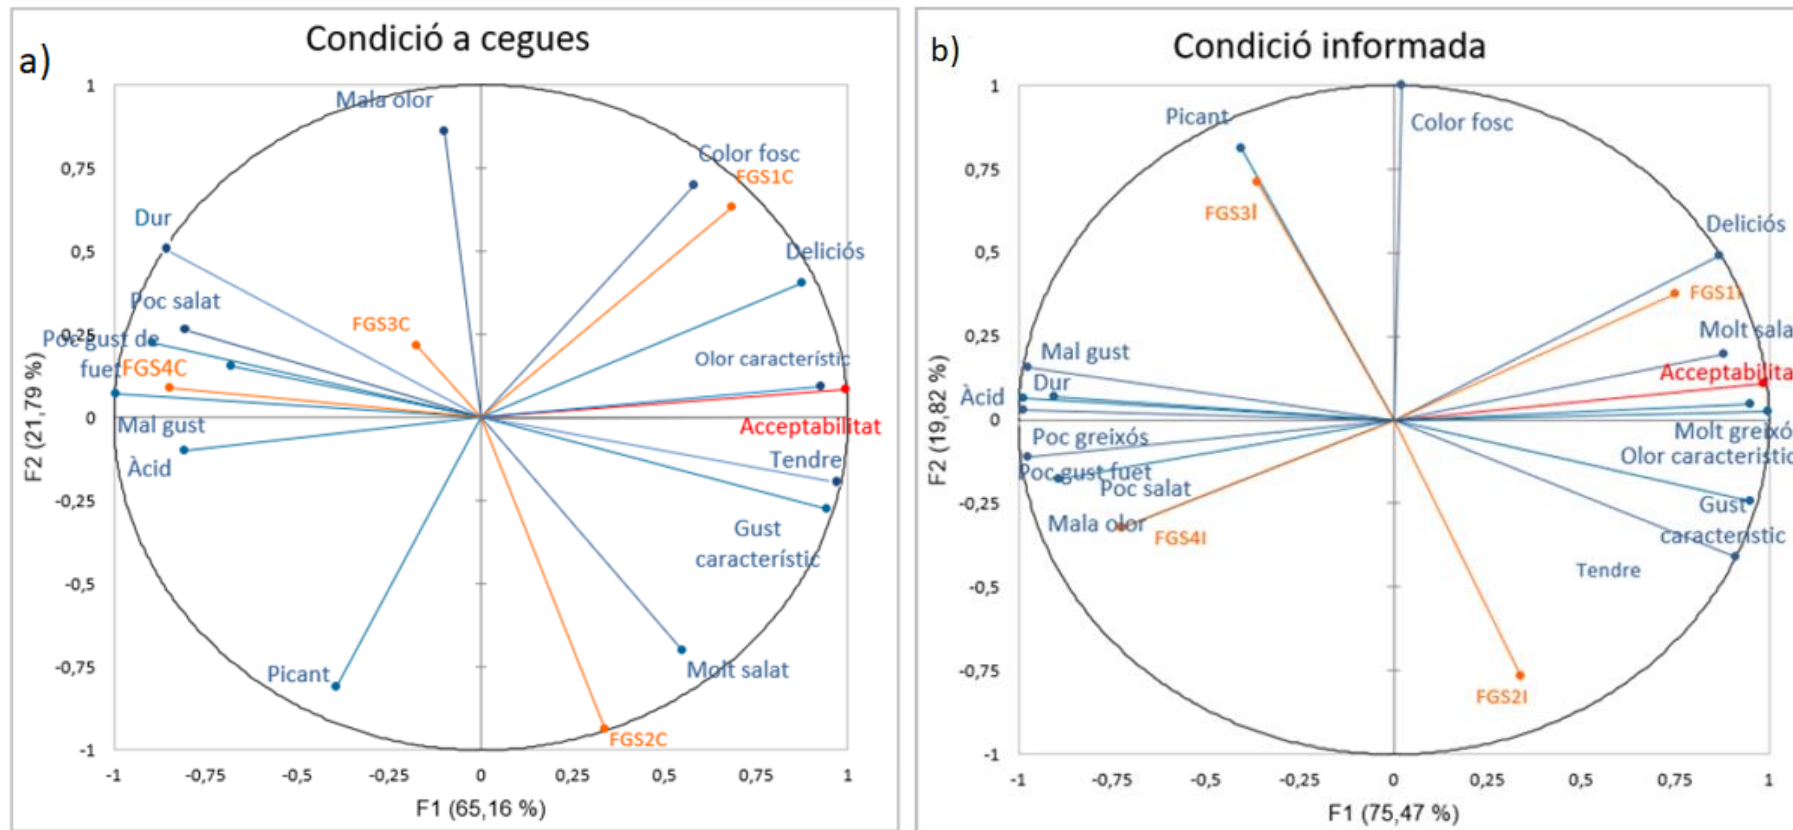 a)
Condició a cegues
1
Mala olor
0,75
Color fosc
FGS1C
Dur
0,5
Deliciós
Poc salat
FGS3C
0,25
Poc gust de
fuet
FGS4C
Olor característic
0
Mal gust
Acceptabilitat
Àcid
Tendre
-0,25
Gust
característic
-0,5
-0,75
Picant
Molt salat
FGS2C
-1
-1 -0,75 -0,5 -0,25 0 0,25 0,5 0,75 1
F1 (65,16 %)
F2 (21,79 %)
b)
Condició informada
1
Picant
Color fosc
0,75
FGS3I
Deliciós
0,5
FGS1I
0,25
Molt sala
Mal gust
Acceptabilita
Dur
Àcid
0
Poc greixós
Molt greixó
Poc gust fuet
Olor caracteristic
Poc salat
-0,25
Gust
característic
Mala olor
FGS4I
Tendre
-0,5
-0,75
FGS2I
-1
-1 -0,75 -0,5 -0,25 0 0,25 0,5 0,75 1
F1 (75,47 %)
F2 (19,82 %)